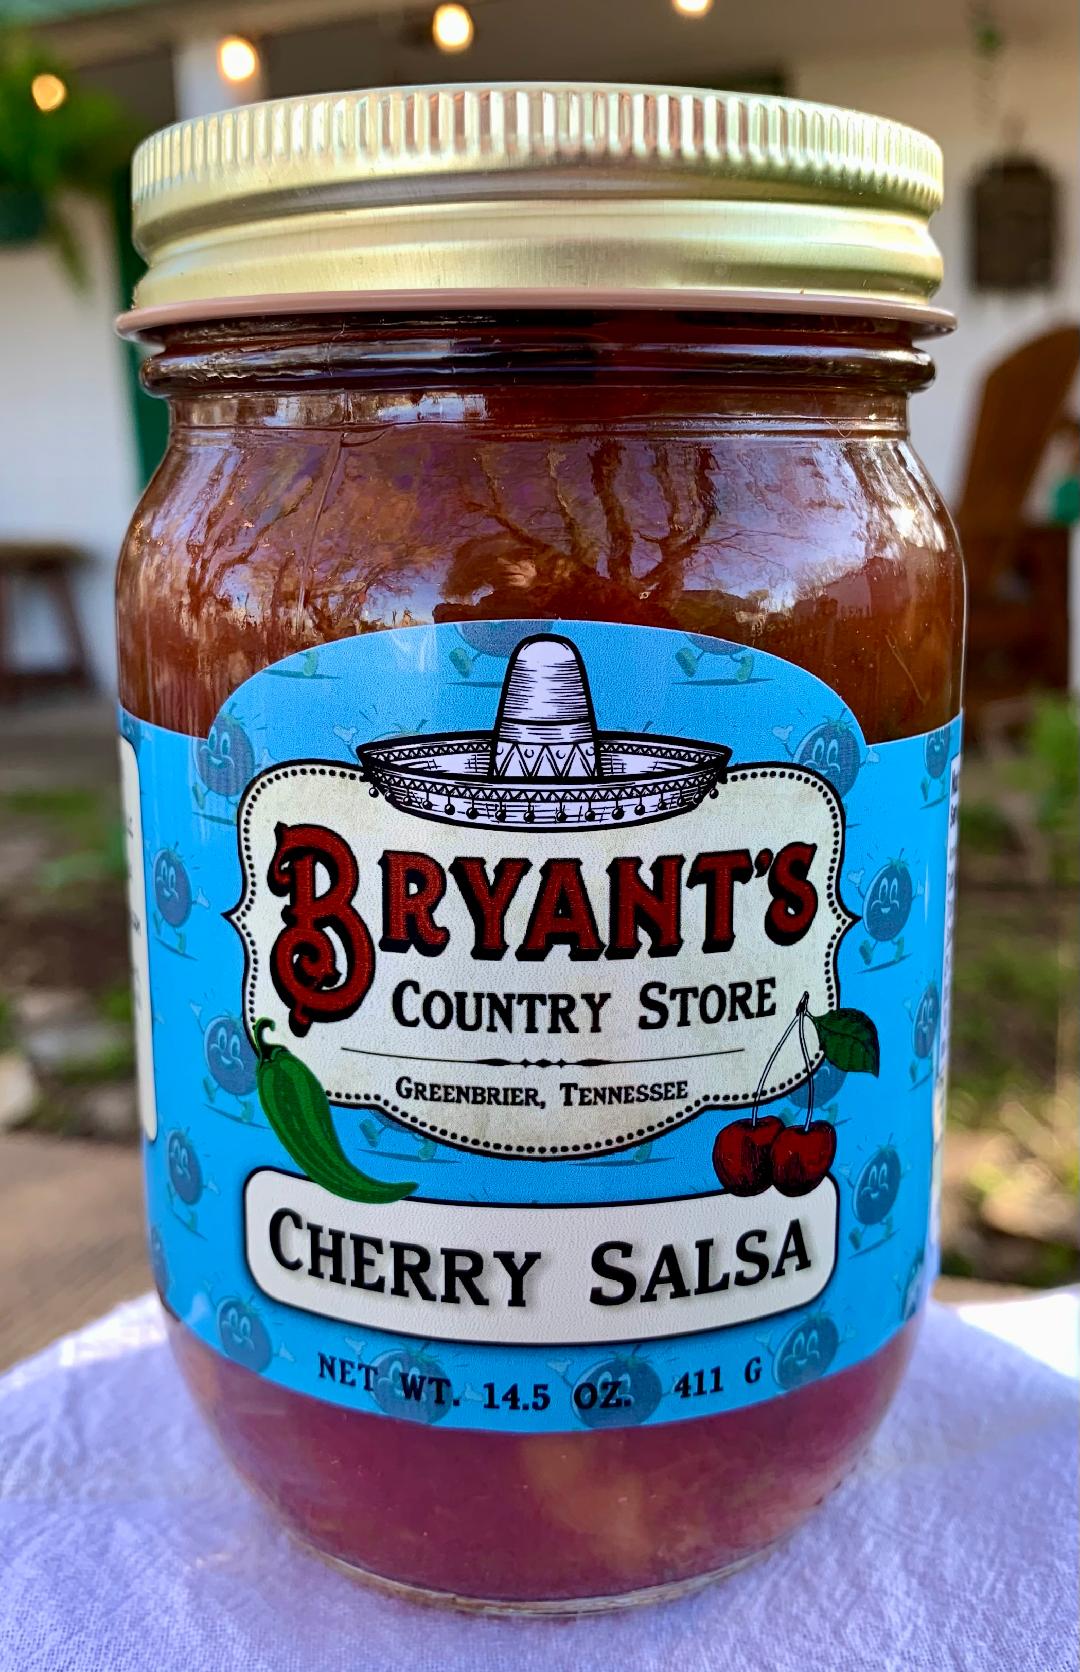 BRYANT'S
COUNTRY STORE
GREENBRIER, TENNESSEE
CHERRY SALSA
NET WT. 14.5 OZ. 411 G